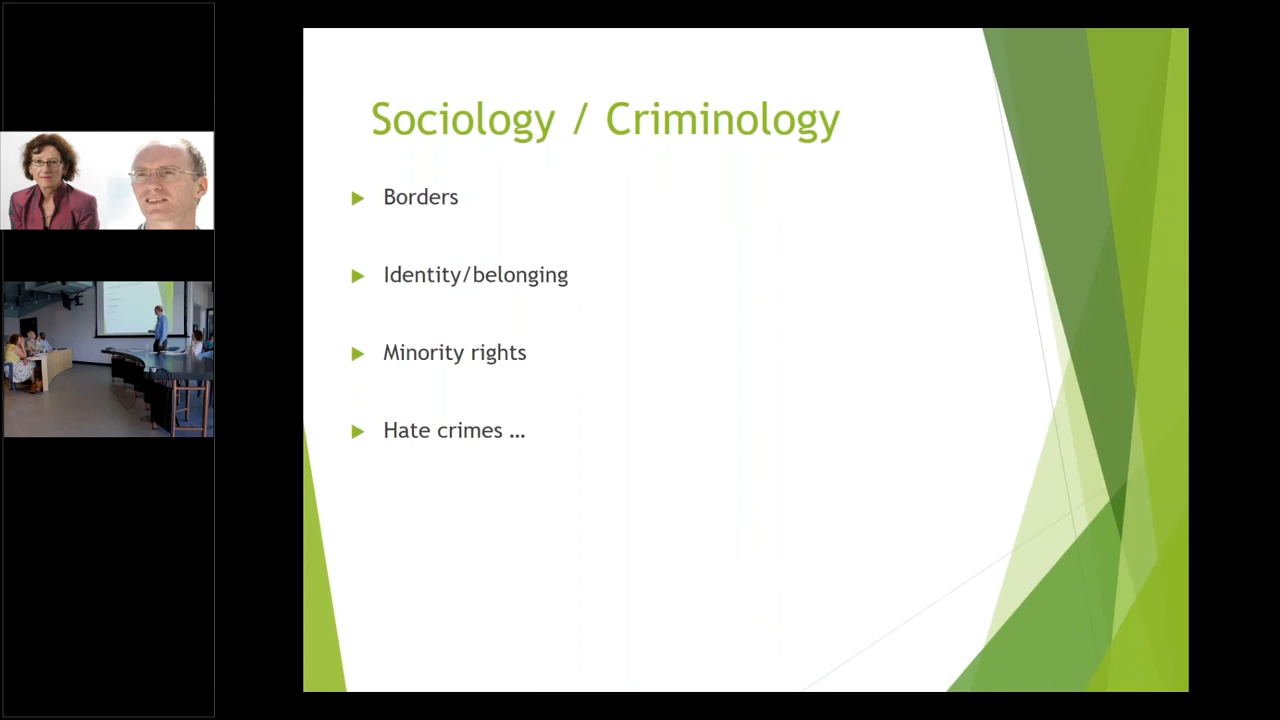 Sociology / Criminology
Borders
Identity/belonging
Minority rights
Hate crimes …